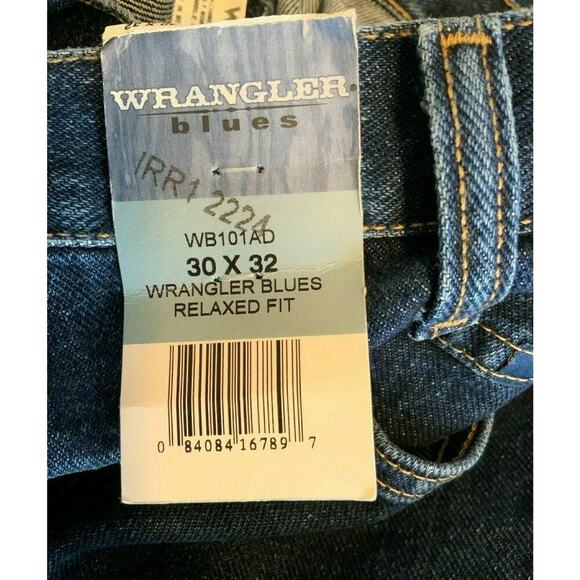 WRANGLER
blues
IRR1 2224
WB101AD
30 X 32
WRANGLER BLUES
RELAXED FIT
0 84084 16789 7